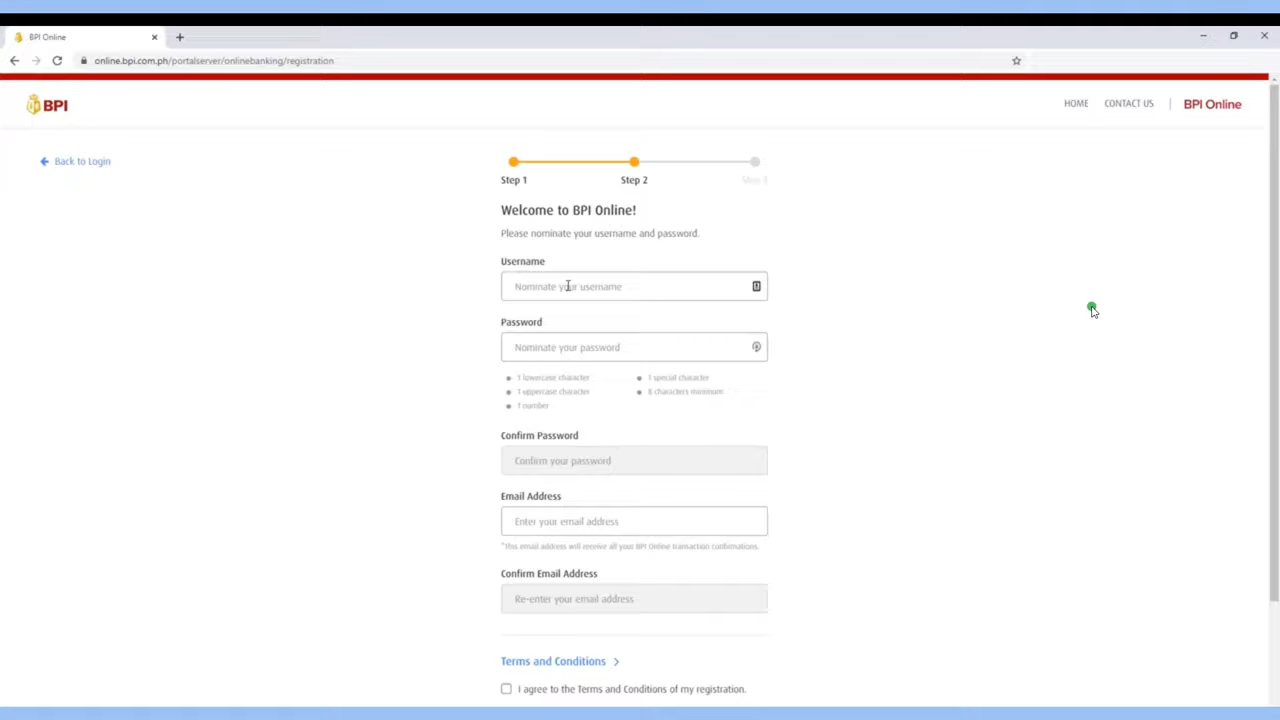 BPI Online
online.bpi.com.ph/portalserver/onlinebanking/registration
BPI
HOME
CONTACT US
BPI Online
Back to Login
Step 1
Step 2
Step 3
Welcome to BPI Online!
Please nominate your username and password.
Username
Nominate your username
Password
Nominate your password
1 lowercase character
1 special character
1 uppercase character
8 characters minimum
1 number
Confirm Password
Confirm your password
Email Address
Enter your email address
*This email address will receive all your BPI Online transaction confirmations.
Confirm Email Address
Re-enter your email address
Terms and Conditions
I agree to the Terms and Conditions of my registration.